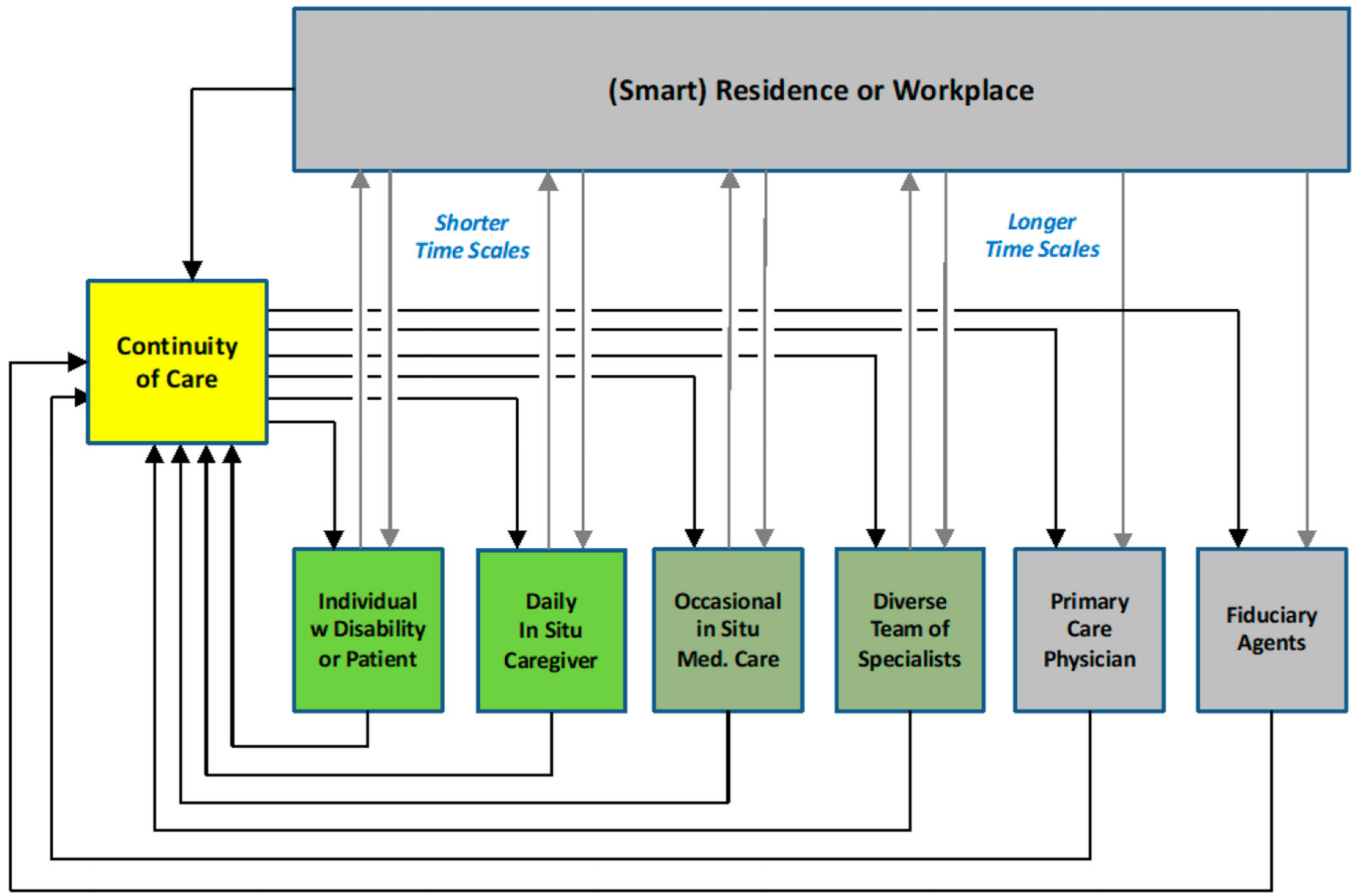 (Smart) Residence or Workplace
Shorter
Time Scales
Longer
Time Scales
Continuity
of Care
Individual
w Disability
or Patient
Daily
In Situ
Caregiver
Occasional
in Situ
Med. Care
Diverse
Team of
Specialists
Primary
Care
Physician
Fiduciary
Agents